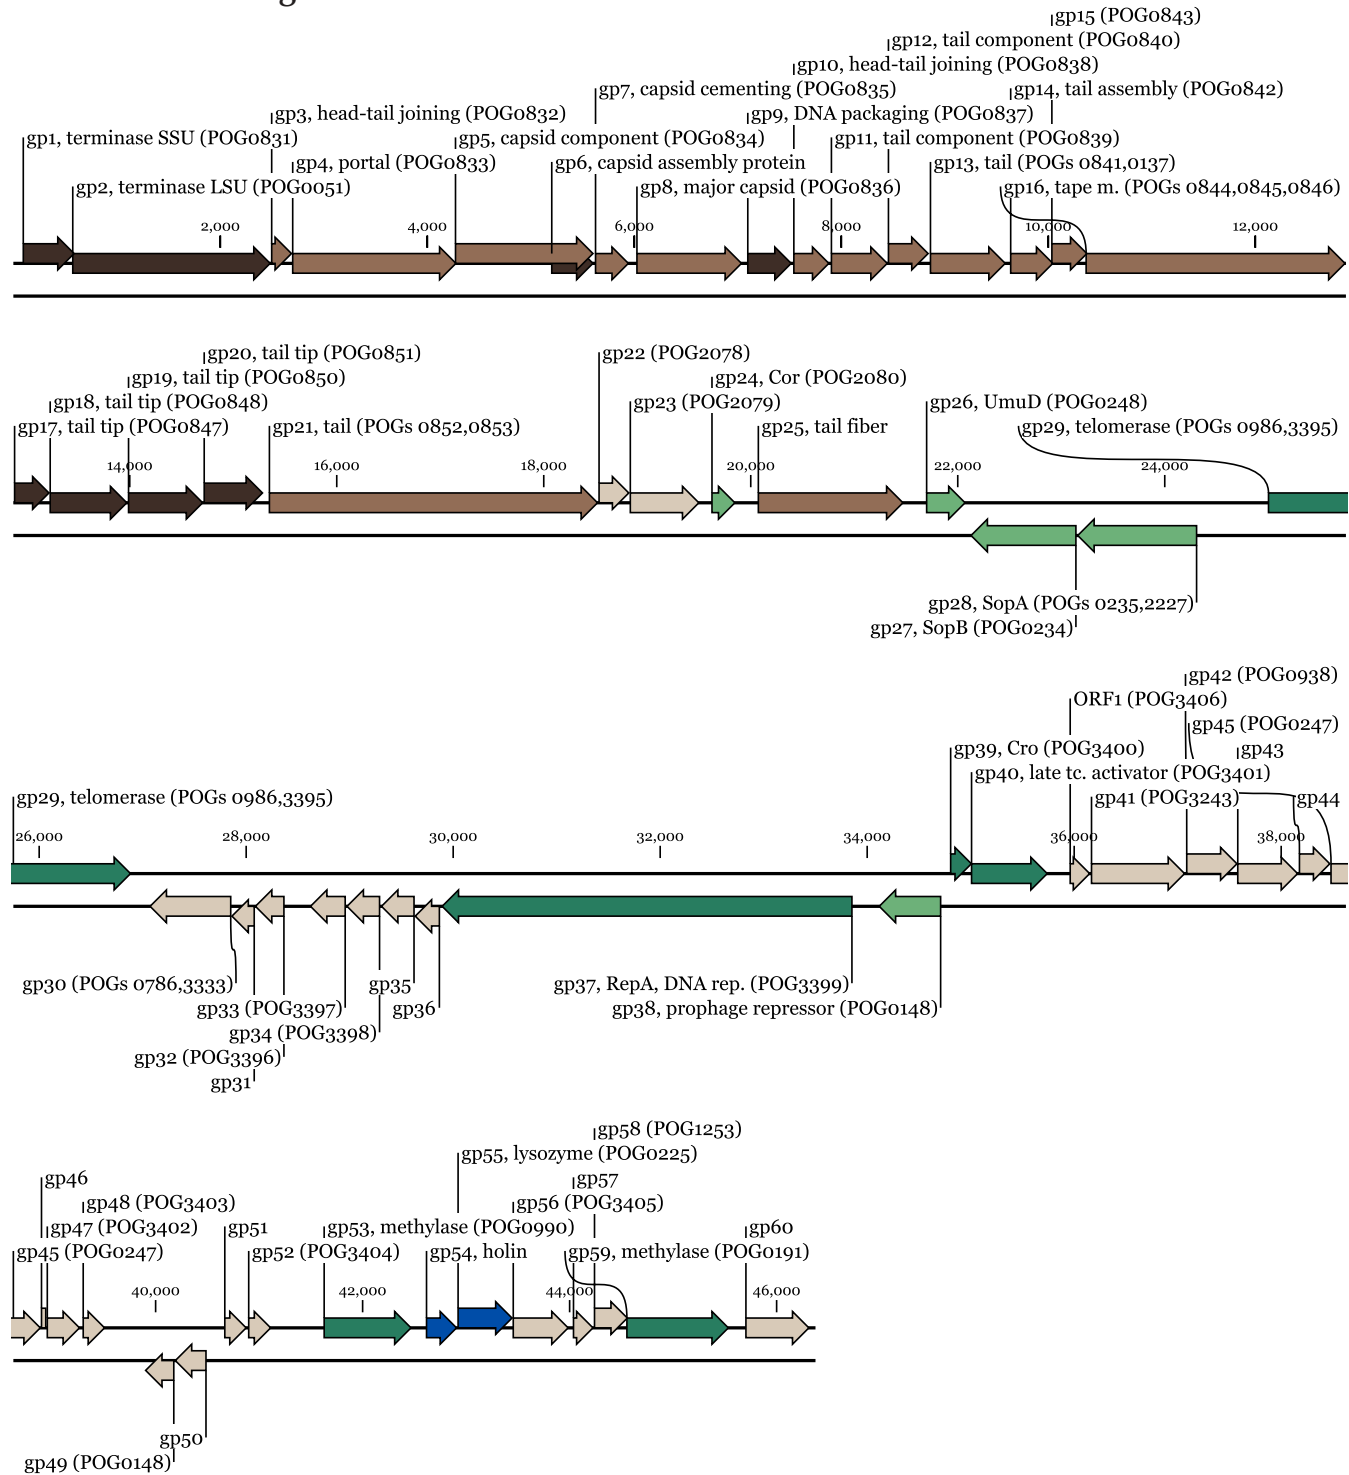 g
gp15 (POG0843)
gp12, tail component (POG0840)
gp10, head-tail joining (POG0838)
gp7, capsid cementing (POG0835)
gp14, tail assembly (POG0842)
gp3, head-tail joining (POG0832)
gp9, DNA packaging (POG0837)
gp1, terminase SSU (POG0831)
gp5, capsid component (POG0834)
gp11, tail component (POG0839)
gp4, portal (POG0833)
gp6, capsid assembly protein
gp13, tail (POGs 0841,0137)
gp2, terminase LSU (POG0051)
gp8, major capsid (POG0836)
gp16, tape m. (POGs 0844,0845,0846)
2,000 4,000 6,000 8,000 10,000 12,000
gp20, tail tip (POG0851)
gp22 (POG2078)
gp19, tail tip (POG0850)
gp24, Cor (POG2080)
gp18, tail tip (POG0848)
gp23 (POG2079)
gp26, UmuD (POG0248)
gp17, tail tip (POG0847)
gp21, tail (POGs 0852,0853)
gp25, tail fiber
gp29, telomerase (POGs 0986,3395)
14,000 16,000 18,000 20,000 22,000 24,000
gp28, SopA (POGs 0235,2227)
gp27, SopB (POG0234)
gp42 (POG0938)
ORF1 (POG3406)
gp45 (POG0247)
gp39, Cro (POG3400)
gp43
gp40, late tc. activator (POG3401)
gp29, telomerase (POGs 0986,3395)
gp41 (POG3243)
gp44
26,000 28,000 30,000 32,000 34,000 36,000 38,000
gp30 (POGs 0786,3333)
gp35
gp37, RepA, DNA rep. (POG3399)
gp33 (POG3397)
gp36
gp38, prophage repressor (POG0148)
gp34 (POG3398)
gp32 (POG3396)
gp31
gp58 (POG1253)
gp55, lysozyme (POG0225)
gp46
gp57
gp48 (POG3403)
gp56 (POG3405)
gp47 (POG3402)
gp51
gp53, methylase (POG0990)
gp60
gp45 (POG0247)
gp52 (POG3404)
gp54, holin
gp59, methylase (POG0191)
40,000 42,000 44,000 46,000
gp50
gp49 (POG0148)